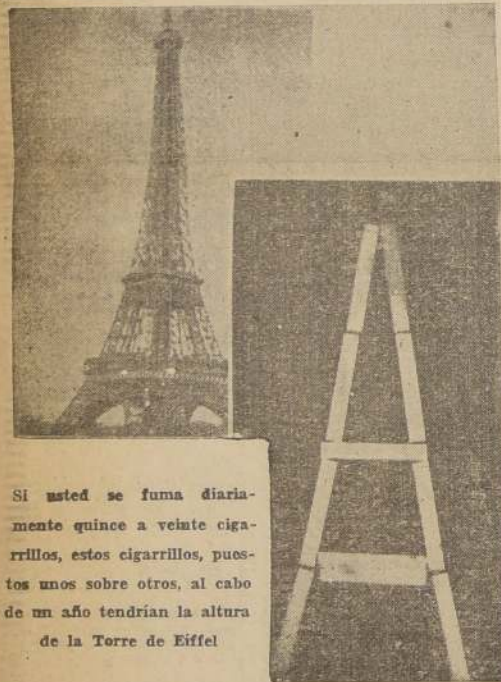 Si usted se fuma diaria-
mente quince a veinte ciga-
rrillos, estos cigarrillos, pues-
tos unos sobre otros, al cabo
de un año tendrían la altura
de la Torre de Eiffel